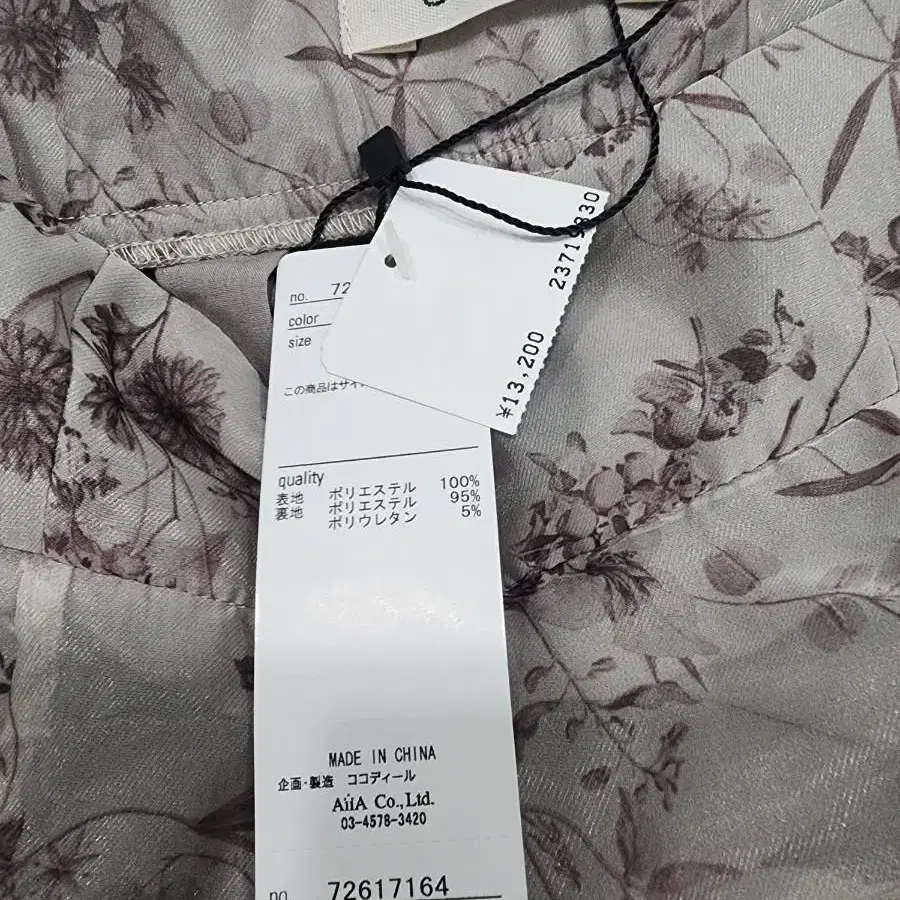 23719830
¥13,200
no. 72
color
size
この商品はサイ
quality
表地 ポリエステル 100%
裏地 ポリエステル 95%
ポリウレタン 5%
MADE IN CHINA
企画・製造 ココディール
AiiA Co.,Ltd.
03-4578-3420
no. 72617164